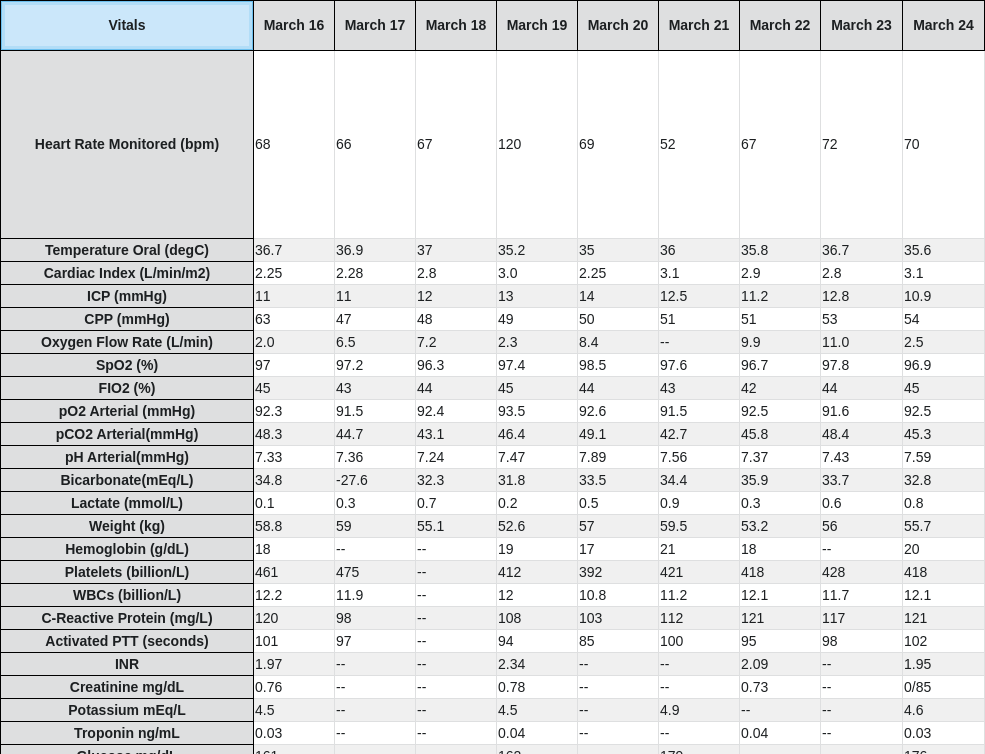 Vitals March 16 March 17 March 18 March 19 March 20 March 21 March 22 March 23 March 24
Heart Rate Monitored (bpm) 68 66 67 120 69 52 67 72 70
Temperature Oral (degC) 36.7 36.9 37 35.2 35 36 35.8 36.7 35.6
Cardiac Index (L/min/m2) 2.25 2.28 2.8 3.0 2.25 3.1 2.9 2.8 3.1
ICP (mmHg) 11 11 12 13 14 12.5 11.2 12.8 10.9
CPP (mmHg) 63 47 48 49 50 51 51 53 54
Oxygen Flow Rate (L/min) 2.0 6.5 7.2 2.3 8.4 -- 9.9 11.0 2.5
SpO2 (%) 97 97.2 96.3 97.4 98.5 97.6 96.7 97.8 96.9
FIO2 (%) 45 43 44 45 44 43 42 44 45
pO2 Arterial (mmHg) 92.3 91.5 92.4 93.5 92.6 91.5 92.5 91.6 92.5
pCO2 Arterial(mmHg) 48.3 44.7 43.1 46.4 49.1 42.7 45.8 48.4 45.3
pH Arterial(mmHg) 7.33 7.36 7.24 7.47 7.89 7.56 7.37 7.43 7.59
Bicarbonate(mEq/L) 34.8 -27.6 32.3 31.8 33.5 34.4 35.9 33.7 32.8
Lactate (mmol/L) 0.1 0.3 0.7 0.2 0.5 0.9 0.3 0.6 0.8
Weight (kg) 58.8 59 55.1 52.6 57 59.5 53.2 56 55.7
Hemoglobin (g/dL) 18 -- -- 19 17 21 18 -- 20
Platelets (billion/L) 461 475 -- 412 392 421 418 428 418
WBCs (billion/L) 12.2 11.9 -- 12 10.8 11.2 12.1 11.7 12.1
C-Reactive Protein (mg/L) 120 98 -- 108 103 112 121 117 121
Activated PTT (seconds) 101 97 -- 94 85 100 95 98 102
INR 1.97 -- -- 2.34 -- -- 2.09 -- 1.95
Creatinine mg/dL 0.76 -- -- 0.78 -- -- 0.73 -- 0/85
Potassium mEq/L 4.5 -- -- 4.5 -- 4.9 -- -- 4.6
Troponin ng/mL 0.03 -- -- 0.04 -- -- 0.04 -- 0.03